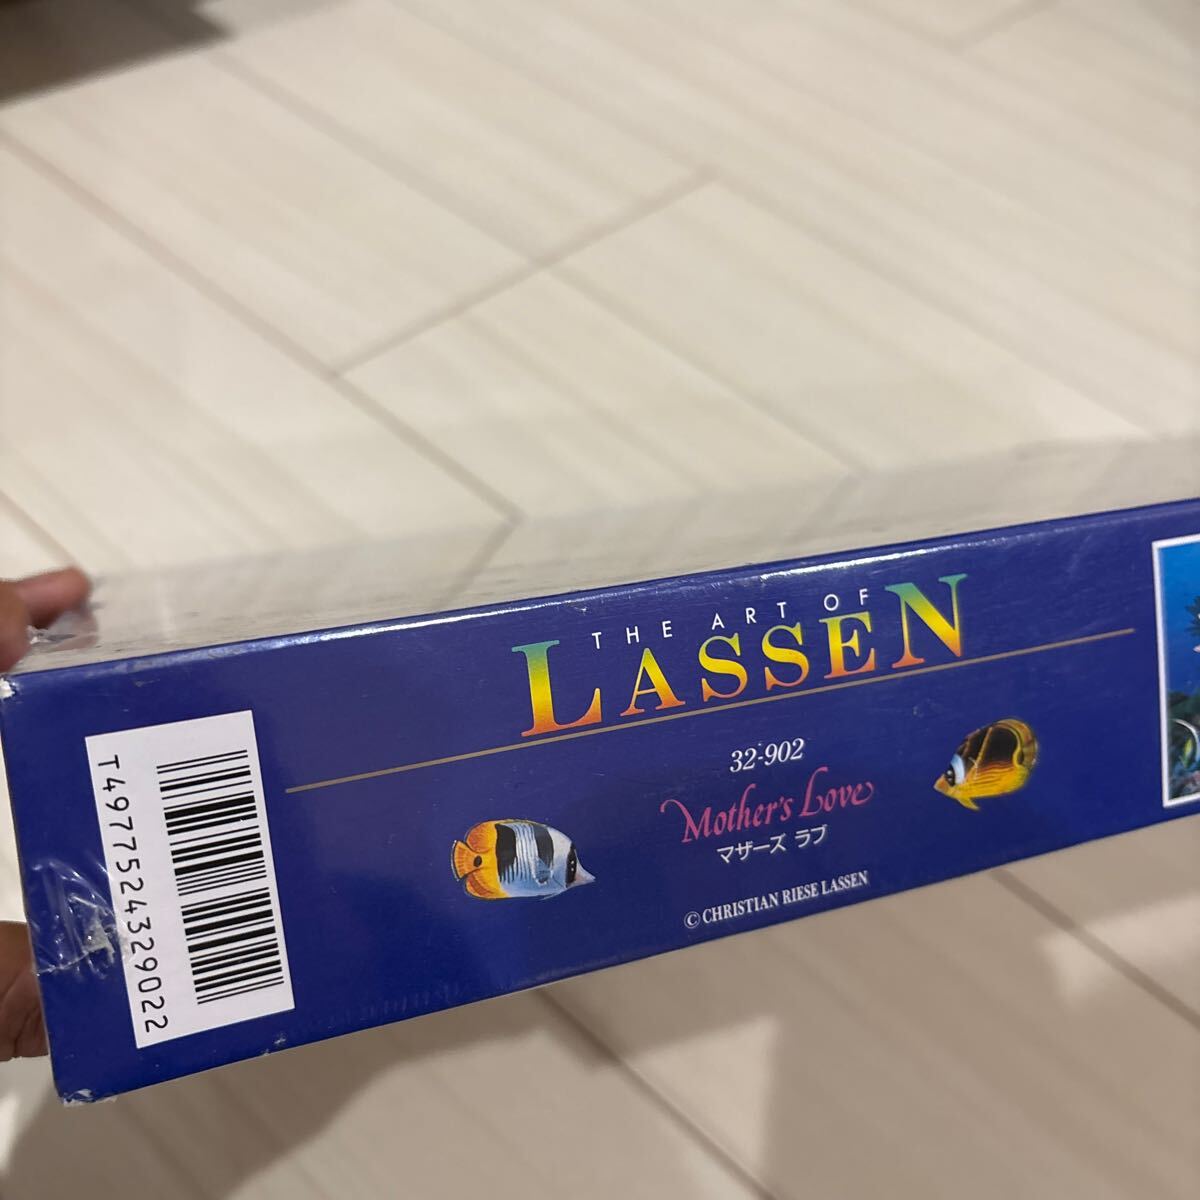 THE ART OF
LASSEN
32-902
Mother's Love
マザーズ ラブ
© CHRISTIAN RIESE LASSEN
T4977524329022